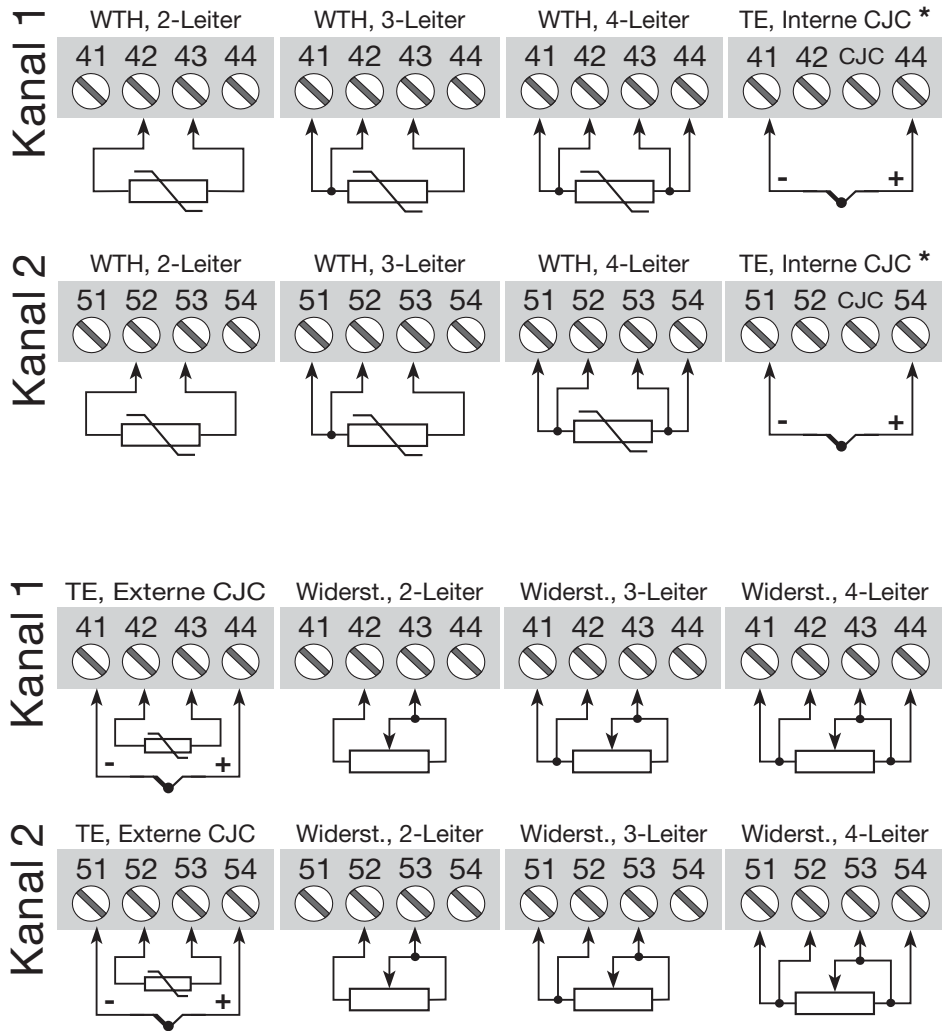 Kanal 1
WTH, 2-Leiter
41 42 43 44
WTH, 3-Leiter
41 42 43 44
WTH, 4-Leiter
41 42 43 44
TE, Interne CJC *
41 42 CJC 44
- +
Kanal 2
WTH, 2-Leiter
51 52 53 54
WTH, 3-Leiter
51 52 53 54
WTH, 4-Leiter
51 52 53 54
TE, Interne CJC *
51 52 CJC 54
- +
Kanal 1
TE, Externe CJC
41 42 43 44
- +
Widerst., 2-Leiter
41 42 43 44
Widerst., 3-Leiter
41 42 43 44
Widerst., 4-Leiter
41 42 43 44
Kanal 2
TE, Externe CJC
51 52 53 54
- +
Widerst., 2-Leiter
51 52 53 54
Widerst., 3-Leiter
51 52 53 54
Widerst., 4-Leiter
51 52 53 54